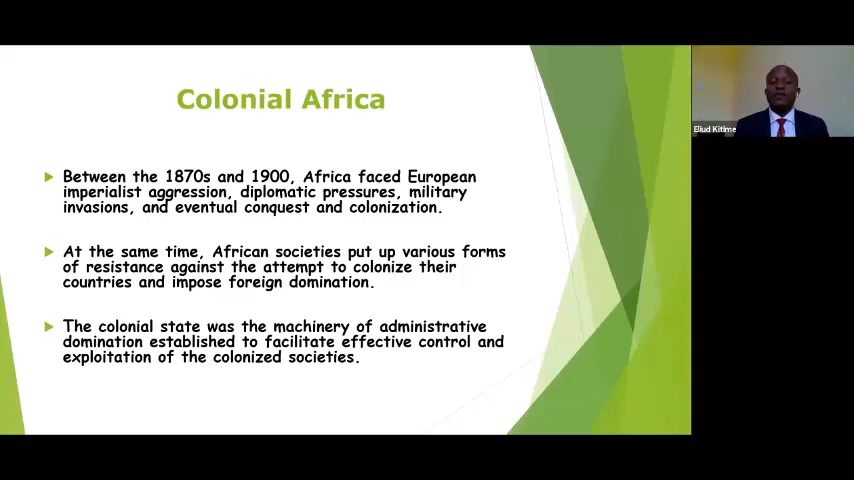 Colonial Africa
Between the 1870s and 1900, Africa faced European
imperialist aggression, diplomatic pressures, military
invasions, and eventual conquest and colonization.
At the same time, African societies put up various forms
of resistance against the attempt to colonize their
countries and impose foreign domination.
The colonial state was the machinery of administrative
domination established to facilitate effective control and
exploitation of the colonized societies.
Eliud Kitime